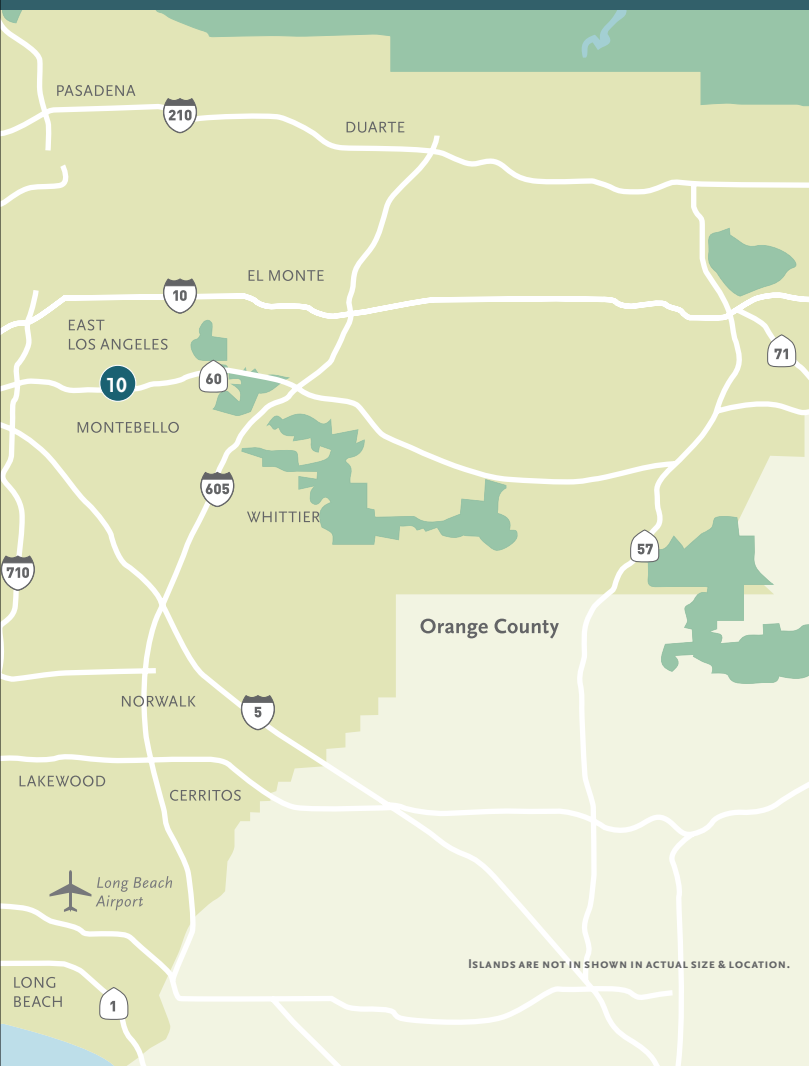 PASADENA
210
DUARTE
EL MONTE
10
EAST
LOS ANGELES
71
60
10
MONTEBELLO
605
WHITTIER
57
710
Orange County
NORWALK
5
LAKEWOOD
CERRITOS
Long Beach
Airport
ISLANDS ARE NOT IN SHOWN IN ACTUAL SIZE & LOCATION.
LONG
BEACH
1